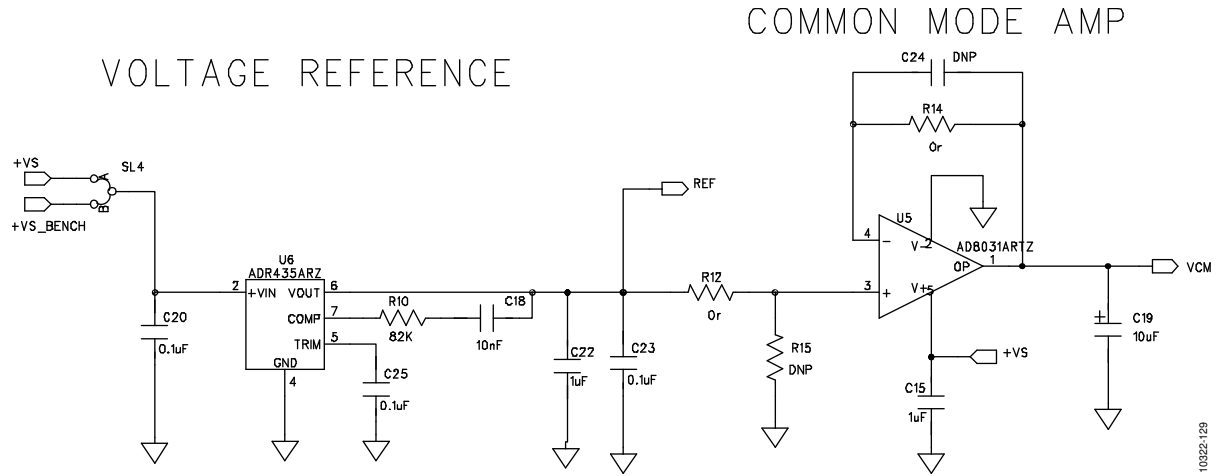 COMMON MODE AMP
VOLTAGE REFERENCE
C24
DNP
R14
0r
+VS
SL4
A
B
+VS_BENCH
REF
U5
4
-
V-
2
AD8031ARTZ
OP
1
VCM
3
+
V+
5
U6
ADR435ARZ
2
+VIN
VOUT
6
COMP
7
TRIM
5
GND
4
R10
82K
C18
10nF
R12
0r
C20
0.1uF
C25
0.1uF
C22
1uF
C23
0.1uF
R15
DNP
+VS
C15
1uF
+
C19
10uF
10322-129